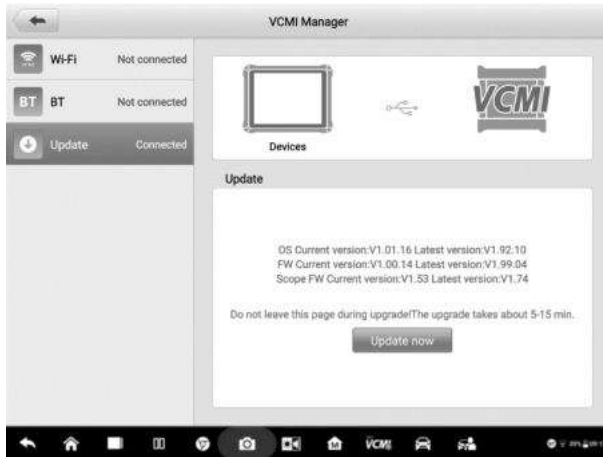 VCMI Manager
Wi-Fi Not connected
BT BT Not connected
Update Connected
VCMI
Devices
Update
OS Current version:V1.01.16 Latest version:V1.92.10
FW Current version:V1.00.14 Latest version:V1.99.04
Scope FW Current version:V1.53 Latest version:V1.74
Do not leave this page during upgrade!The upgrade takes about 5-15 min.
Update now
VCMI